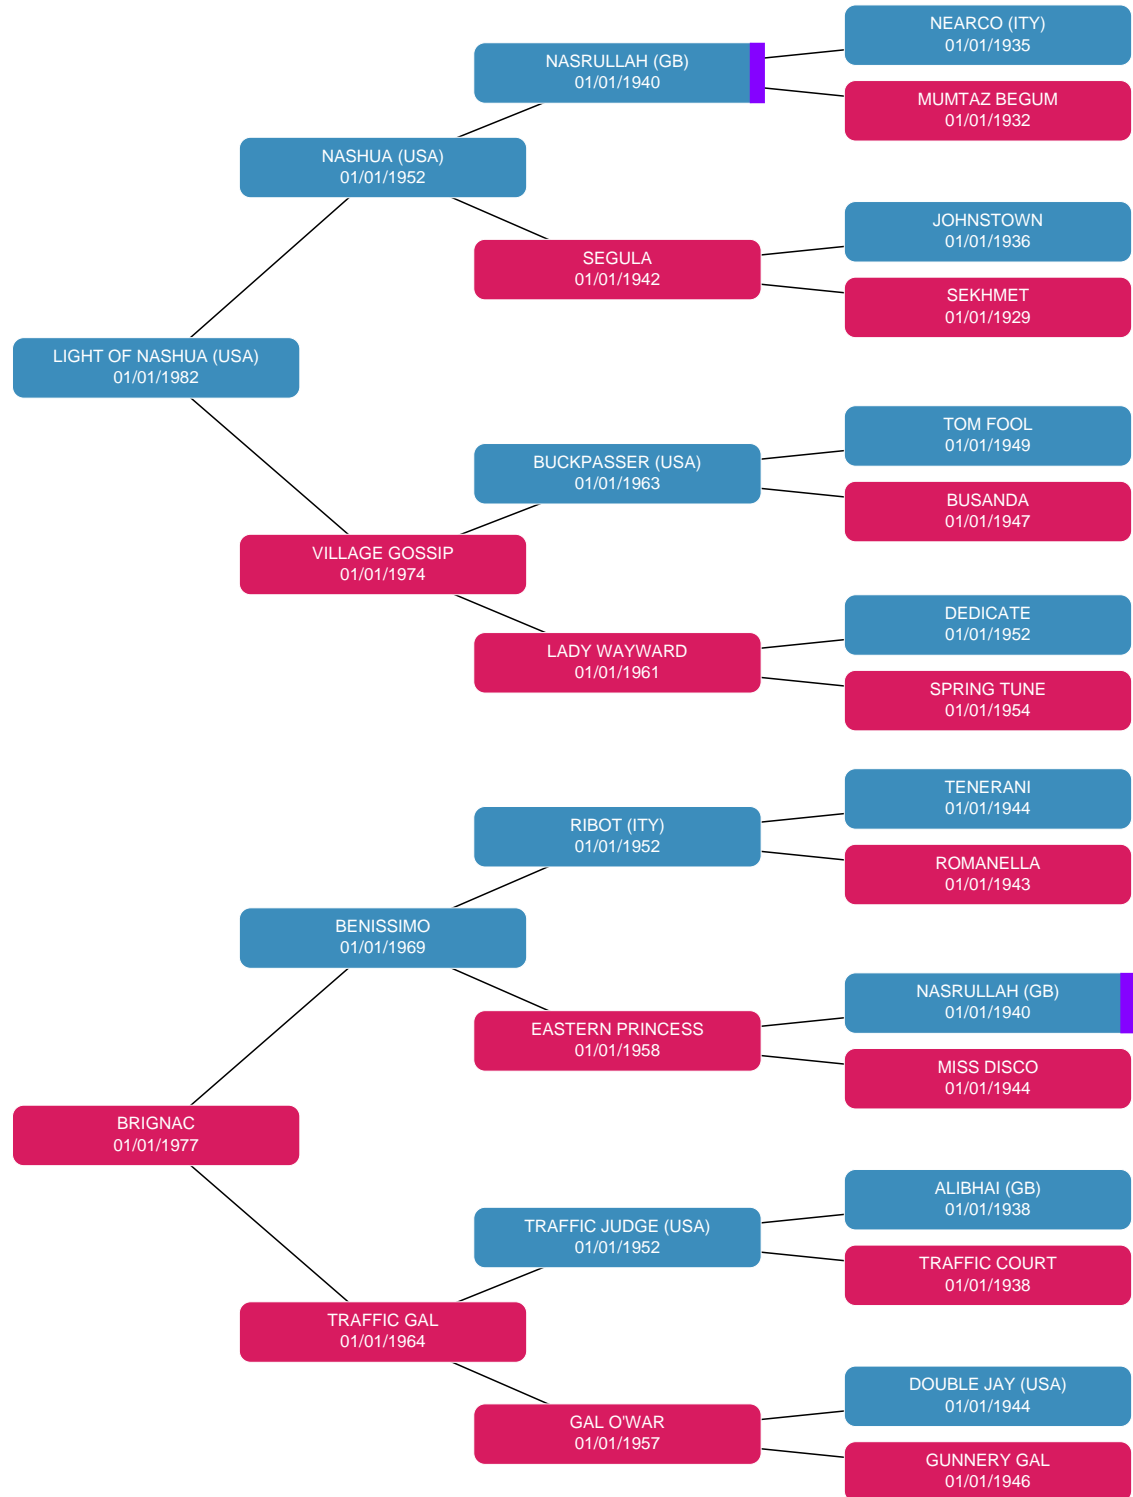 NEARCO (ITY)
01/01/1935
NASRULLAH (GB)
01/01/1940
MUMTAZ BEGUM
01/01/1932
NASHUA (USA)
01/01/1952
JOHNSTOWN
01/01/1936
SEGULA
01/01/1942
SEKHMET
01/01/1929
LIGHT OF NASHUA (USA)
01/01/1982
TOM FOOL
01/01/1949
BUCKPASSER (USA)
01/01/1963
BUSANDA
01/01/1947
VILLAGE GOSSIP
01/01/1974
DEDICATE
01/01/1952
LADY WAYWARD
01/01/1961
SPRING TUNE
01/01/1954
TENERANI
01/01/1944
RIBOT (ITY)
01/01/1952
ROMANELLA
01/01/1943
BENISSIMO
01/01/1969
NASRULLAH (GB)
01/01/1940
EASTERN PRINCESS
01/01/1958
MISS DISCO
01/01/1944
BRIGNAC
01/01/1977
ALIBHAI (GB)
01/01/1938
TRAFFIC JUDGE (USA)
01/01/1952
TRAFFIC COURT
01/01/1938
TRAFFIC GAL
01/01/1964
DOUBLE JAY (USA)
01/01/1944
GAL O'WAR
01/01/1957
GUNNERY GAL
01/01/1946